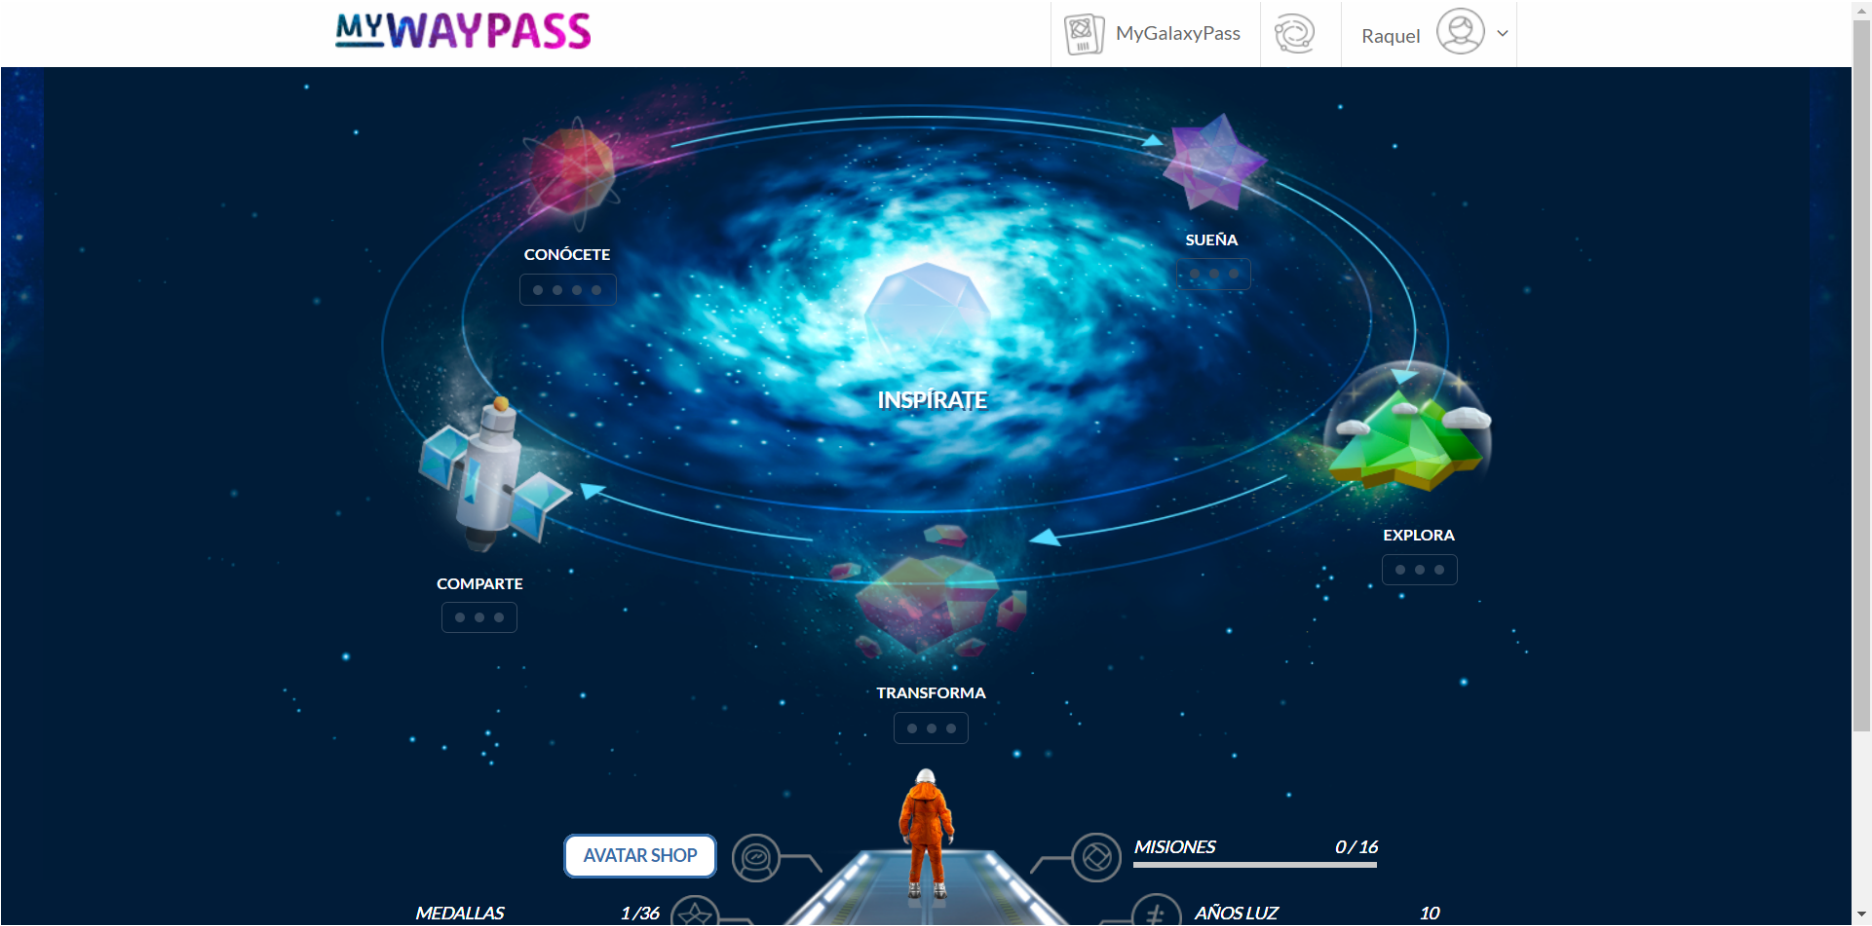 MYWAYPASS
MyGalaxyPass
Raquel
CONÓCETE
SUEÑA
INSPÍRATE
EXPLORA
COMPARTE
TRANSFORMA
AVATAR SHOP
MISIONES 0 / 16
MEDALLAS 1 /36
AÑOS LUZ 10